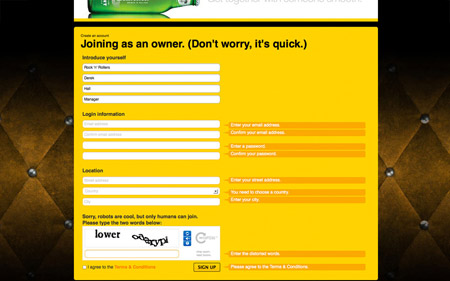 Create an account
Joining as an owner. (Don't worry, it's quick.)
Introduce yourself
Rock 'n' Rollers
Derek
Hall
Manager
Login information
Email address
Enter your email address.
Confirm email address
Confirm your email address.
Enter a password.
Confirm your password.
Location
Street address
Enter your street address.
Country
You need to choose a country.
City
Enter your city.
Sorry, robots are cool, but only humans can join.
Please type the two words below:
lower
Enter the distorted words.
I agree to the Terms & Conditions
SIGN UP
Please agree to the Terms & Conditions.